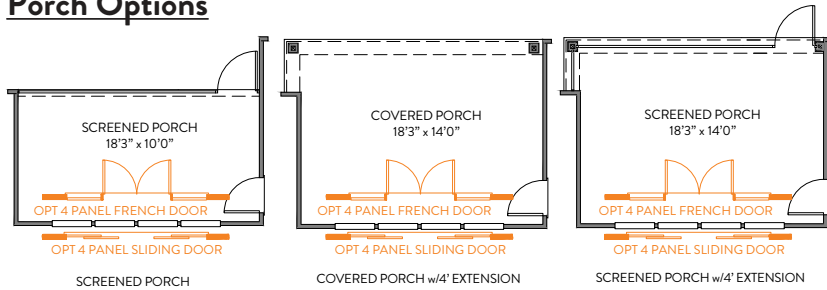 Porch Options
SCREENED PORCH
18'3" x 10'0"
OPT 4 PANEL FRENCH DOOR
OPT 4 PANEL SLIDING DOOR
SCREENED PORCH
COVERED PORCH
18'3" x 14'0"
OPT 4 PANEL FRENCH DOOR
OPT 4 PANEL SLIDING DOOR
COVERED PORCH w/4' EXTENSION
SCREENED PORCH
18'3" x 14'0"
OPT 4 PANEL FRENCH DOOR
OPT 4 PANEL SLIDING DOOR
SCREENED PORCH w/4' EXTENSION